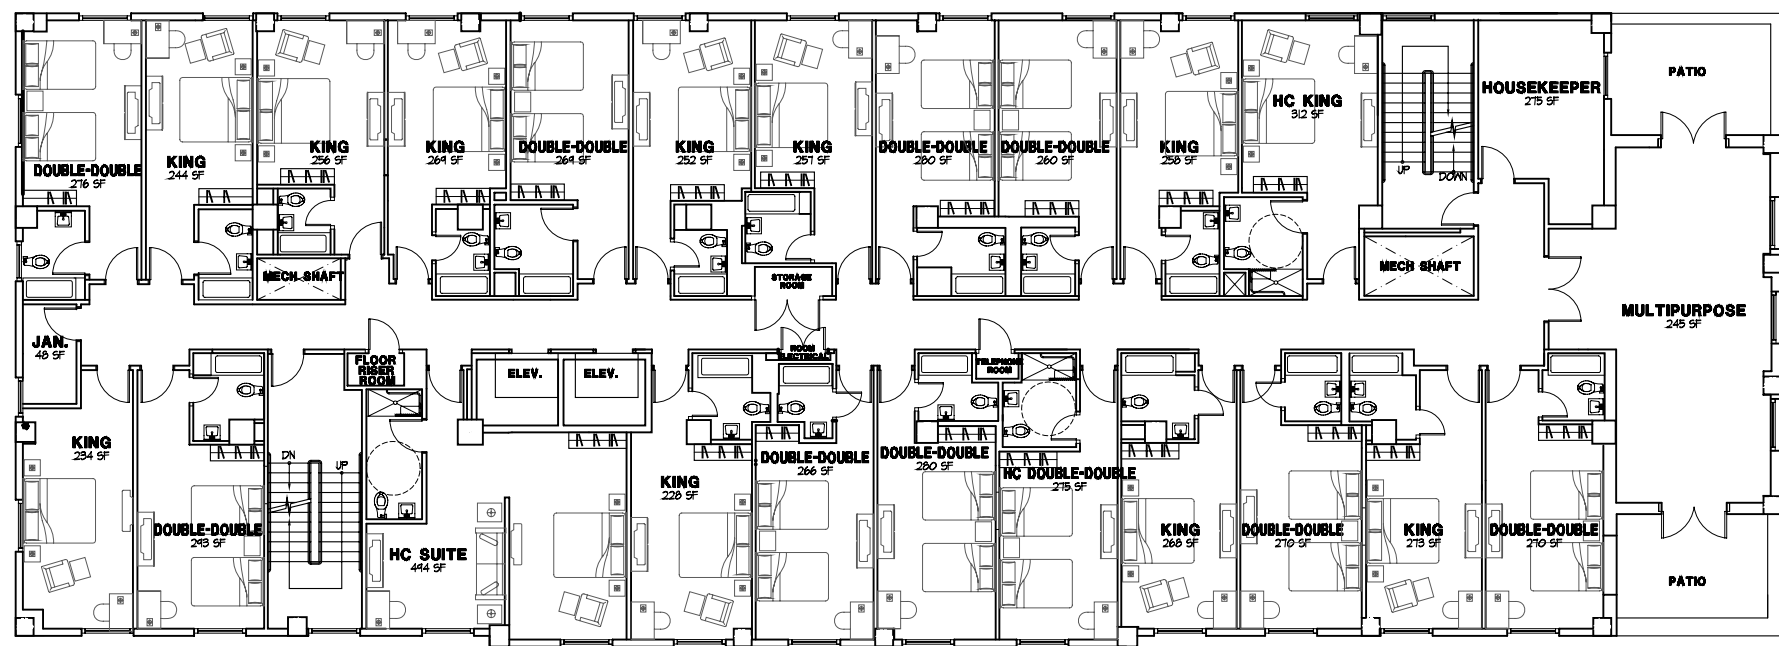 PATIO
HOUSEKEEPER
275 SF
HC KING
312 SF
DOUBLE-DOUBLE
276 SF
KING
244 SF
KING
256 SF
KING
269 SF
DOUBLE-DOUBLE
269 SF
KING
252 SF
KING
257 SF
DOUBLE-DOUBLE
280 SF
DOUBLE-DOUBLE
260 SF
KING
258 SF
UP
DOWN
MECH SHAFT
STORAGE
ROOM
MECH SHAFT
MULTIPURPOSE
245 SF
JAN.
48 SF
FLOOR
RISER
ROOM
ELEV.
ELEV.
ROOM
ELECTRICAL
TELEPHONE
ROOM
KING
234 SF
DN
UP
DOUBLE-DOUBLE
293 SF
HC SUITE
494 SF
KING
228 SF
DOUBLE-DOUBLE
266 SF
DOUBLE-DOUBLE
280 SF
HC DOUBLE-DOUBLE
275 SF
KING
268 SF
DOUBLE-DOUBLE
270 SF
KING
273 SF
DOUBLE-DOUBLE
270 SF
PATIO